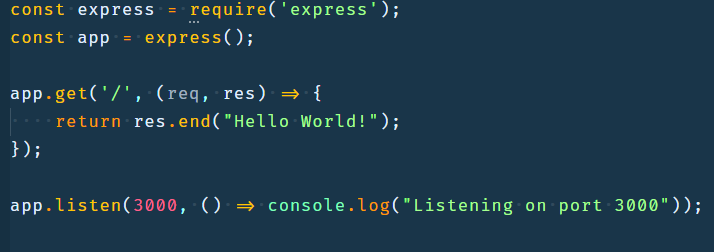 const express = require('express');
const app = express();
app.get('/', (req, res) => {
return res.end("Hello World!");
});
app.listen(3000, () => console.log("Listening on port 3000"));